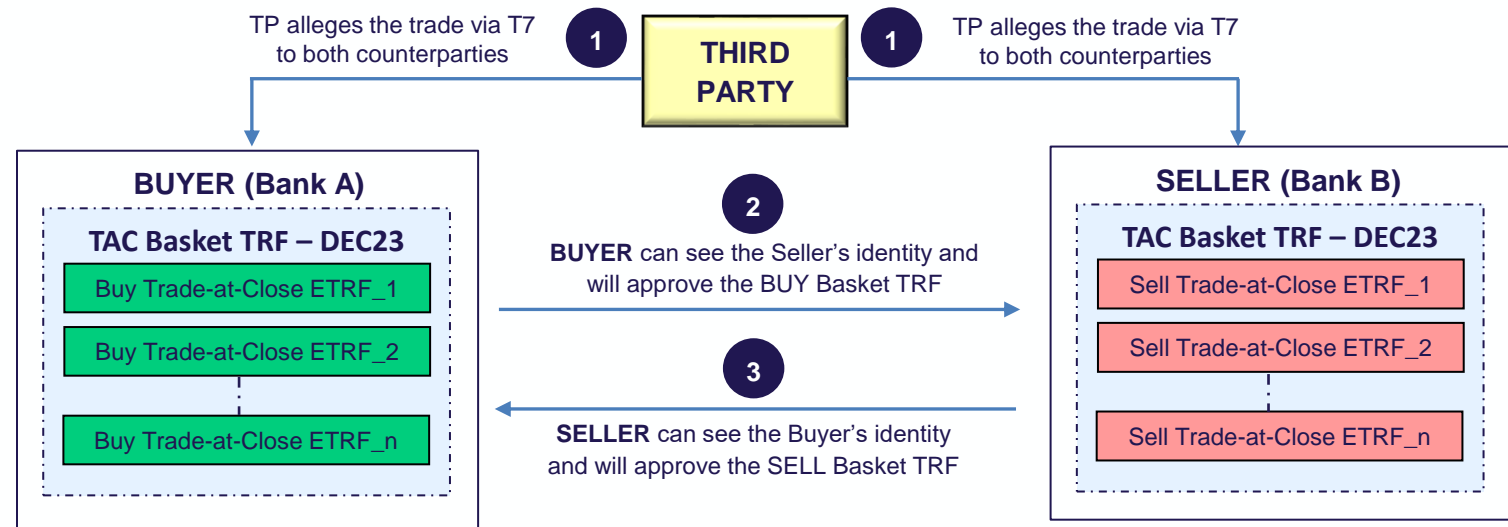 TP alleges the trade via T7
to both counterparties
1
THIRD
PARTY
1
TP alleges the trade via T7
to both counterparties
BUYER (Bank A)
TAC Basket TRF – DEC23
Buy Trade-at-Close ETRF_1
Buy Trade-at-Close ETRF_2
Buy Trade-at-Close ETRF_n
2
BUYER can see the Seller's identity and
will approve the BUY Basket TRF
3
SELLER can see the Buyer's identity
and will approve the SELL Basket TRF
SELLER (Bank B)
TAC Basket TRF – DEC23
Sell Trade-at-Close ETRF_1
Sell Trade-at-Close ETRF_2
Sell Trade-at-Close ETRF_n